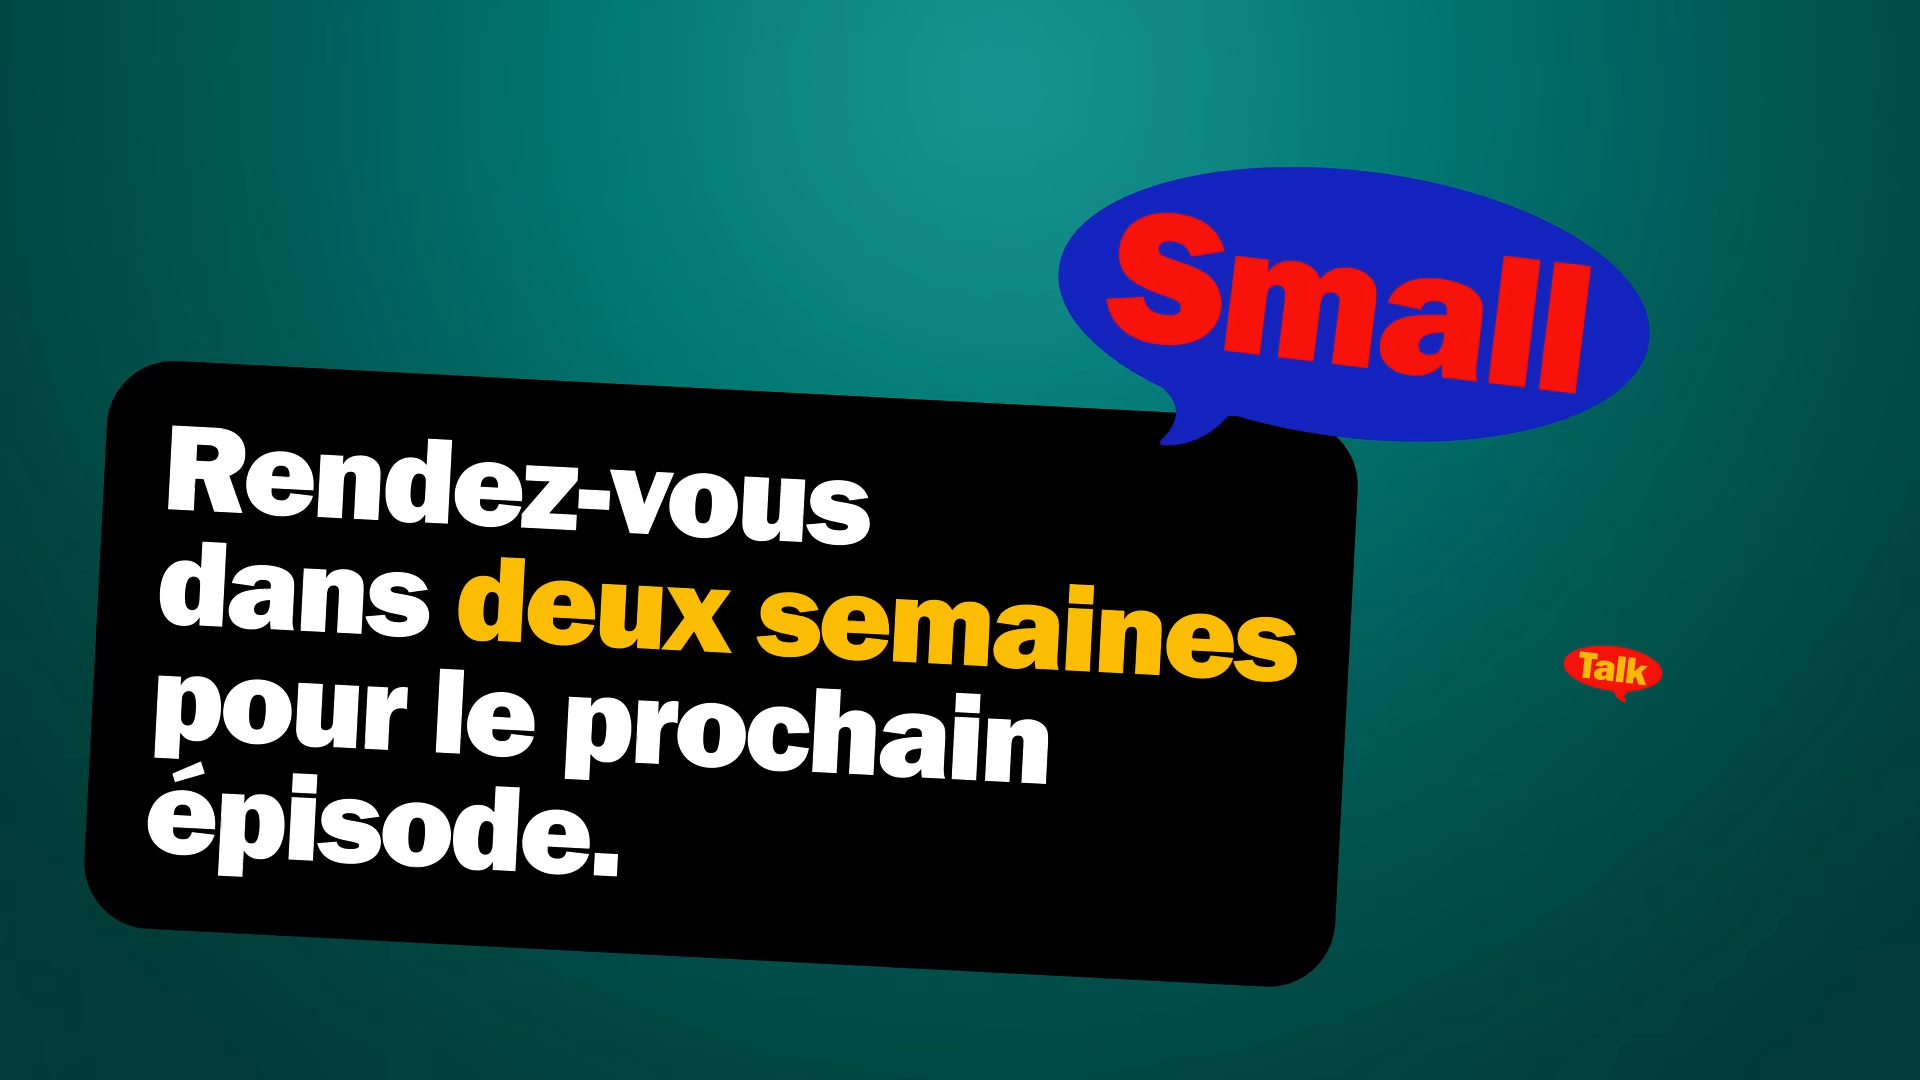 Small
Rendez-vous
dans deux semaines
pour le prochain
épisode.
Talk